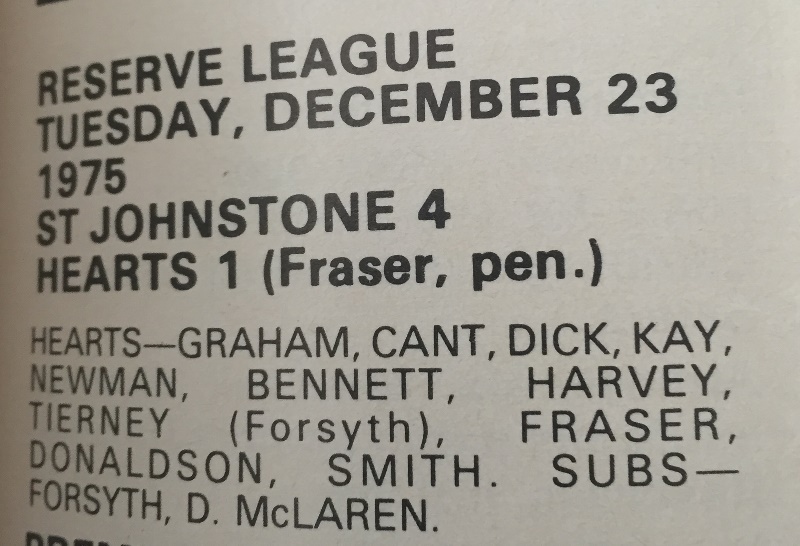 RESERVE LEAGUE
TUESDAY, DECEMBER 23
1975
ST JOHNSTONE 4
HEARTS 1 (Fraser, pen.)
HEARTS—GRAHAM, CANT, DICK, KAY,
NEWMAN, BENNETT, HARVEY,
TIERNEY (Forsyth), FRASER,
DONALDSON, SMITH. SUBS—
FORSYTH, D. McLAREN.